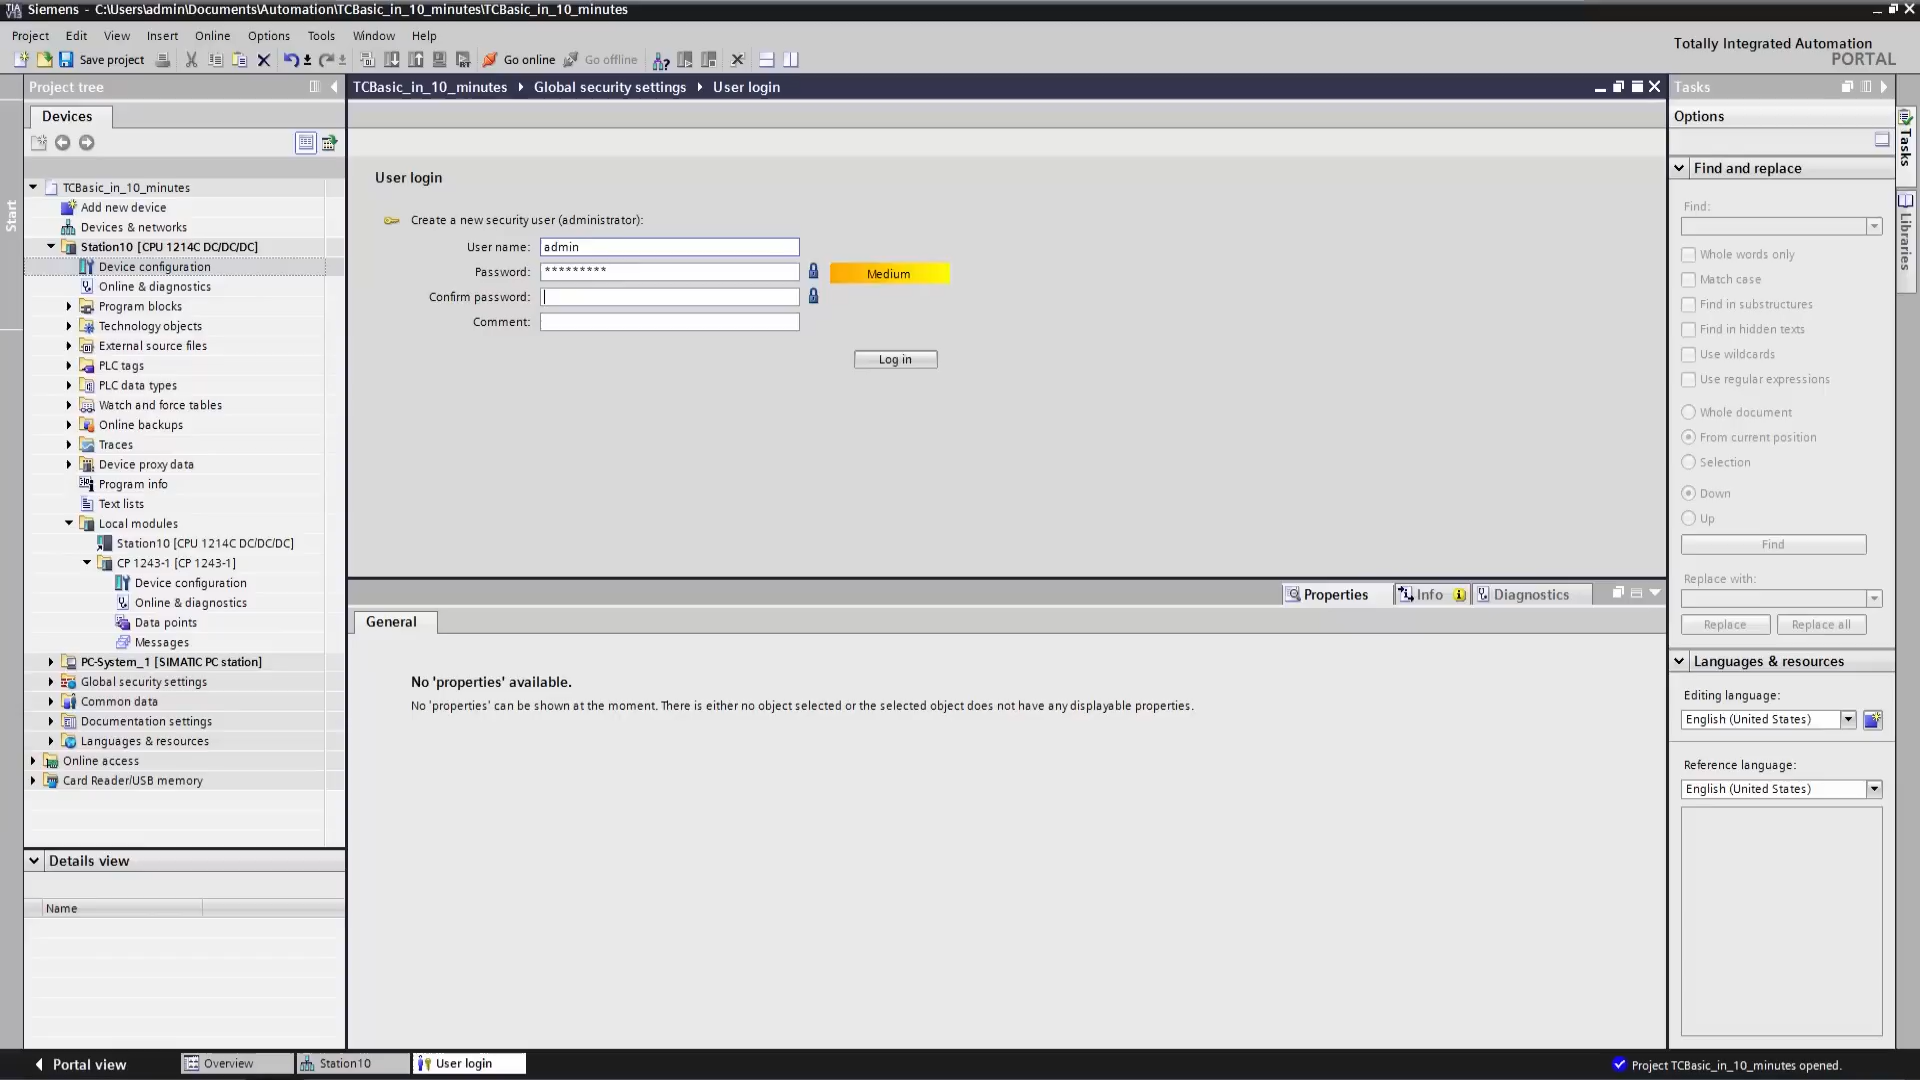 Siemens - C:\Users\admin\Documents\Automation\TCBasic_in_10_minutes\TCBasic_in_10_minutes
Project Edit View Insert Online Options Tools Window Help
Totally Integrated Automation
PORTAL
Save project
Go online
Go offline
Project tree
TCBasic_in_10_minutes Global security settings User login
Tasks
Devices
Options
Start
TCBasic_in_10_minutes
Add new device
Devices & networks
Station10 [CPU 1214C DC/DC/DC]
Device configuration
Online & diagnostics
Program blocks
Technology objects
External source files
PLC tags
PLC data types
Watch and force tables
Online backups
Traces
Device proxy data
Program info
Text lists
Local modules
Station10 [CPU 1214C DC/DC/DC]
CP 1243-1 [CP 1243-1]
Device configuration
Online & diagnostics
Data points
Messages
PC-System_1 [SIMATIC PC station]
Global security settings
Common data
Documentation settings
Languages & resources
Online access
Card Reader/USB memory
Details view
Name
User login
Create a new security user (administrator):
User name: admin
Password: *********
Medium
Confirm password:
Comment:
Log in
Properties
Info
Diagnostics
General
No 'properties' available.
No 'properties' can be shown at the moment. There is either no object selected or the selected object does not have any displayable properties.
Find and replace
Find:
Whole words only
Match case
Find in substructures
Find in hidden texts
Use wildcards
Use regular expressions
Whole document
From current position
Selection
Down
Up
Find
Replace with:
Replace
Replace all
Languages & resources
Editing language:
English (United States)
Reference language:
English (United States)
Tasks
Libraries
Portal view
Overview
Station10
User login
Project TCBasic_in_10_minutes opened.